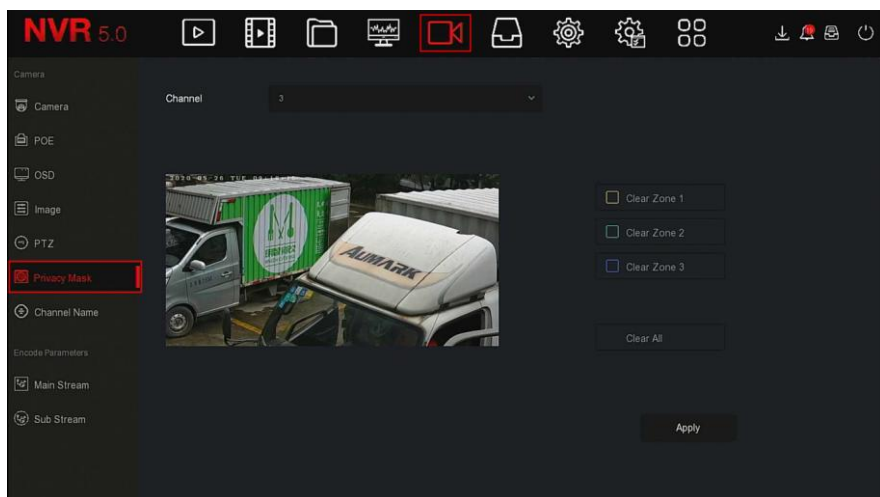 NVR 5.0
Camera
Camera
POE
OSD
Image
PTZ
Privacy Mask
Channel Name
Encode Parameters
Main Stream
Sub Stream
Channel
3
AUMARK
Clear Zone 1
Clear Zone 2
Clear Zone 3
Clear All
Apply